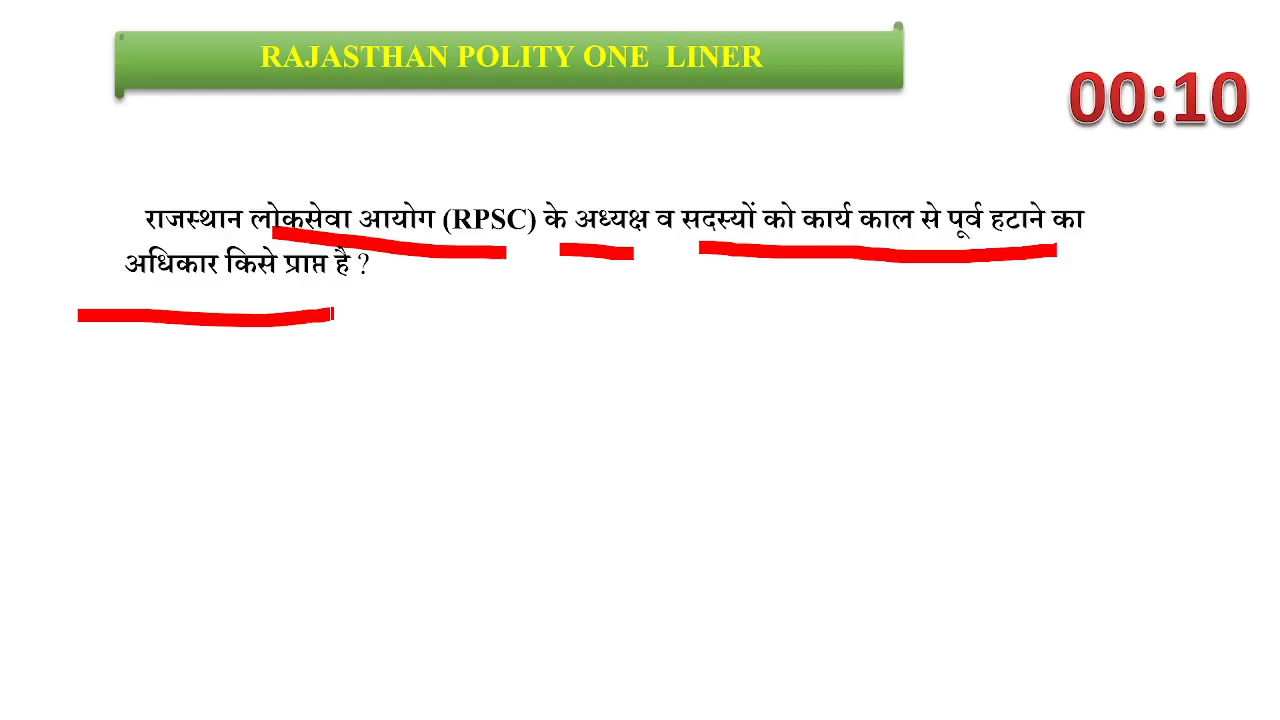 RAJASTHAN POLITY ONE LINER
00:10
राजस्थान लोकसेवा आयोग (RPSC) के अध्यक्ष व सदस्यों को कार्य काल से पूर्व हटाने का
अधिकार किसे प्राप्त है ?